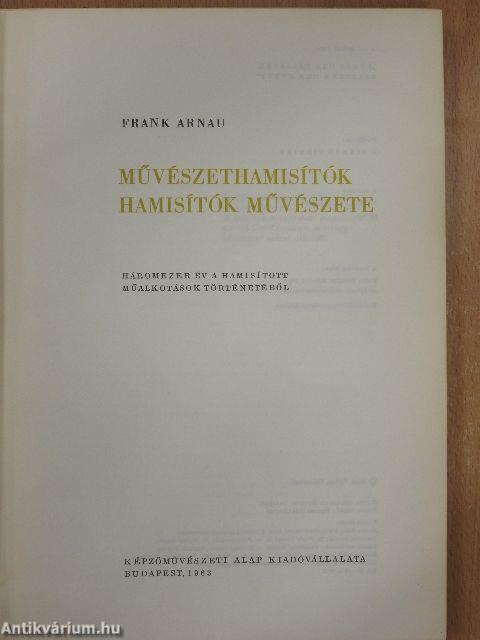 FRANK ARNAU
MŰVÉSZETHAMISÍTÓK
HAMISÍTÓK MŰVÉSZETE
HÁROMEZER ÉV A HAMISÍTOTT
MŰALKOTÁSOK TÖRTÉNETÉBŐL
KÉPZŐMŰVÉSZETI ALAP KIADÓVÁLLALATA
BUDAPEST, 1963
Antikvárium.hu